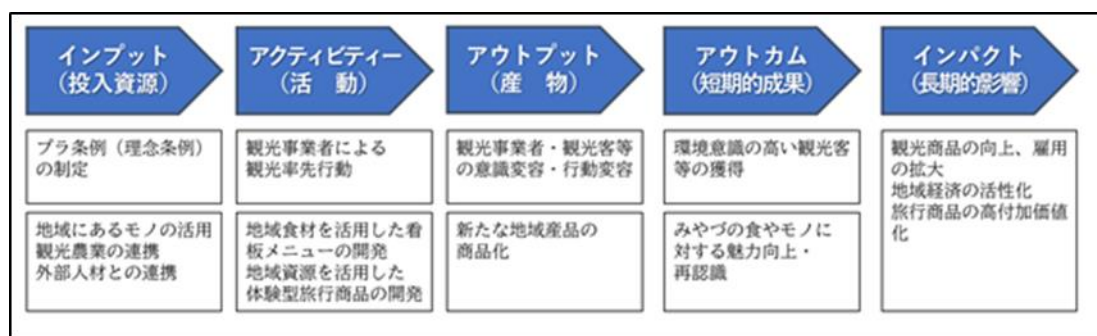 インプット
(投入資源)
アクティビティー
(活　動)
アウトプット
(産　物)
アウトカム
(短期的成果)
インパクト
(長期的影響)
プラ条例（理念条例）
の制定
観光事業者による
観光率先行動
観光事業者・観光客等
の意識変容・行動変容
環境意識の高い観光客
等の獲得
観光商品の向上、雇用
の拡大
地域経済の活性化
旅行商品の高付加価値
化
地域にあるモノの活用
観光農業の連携
外部人材との連携
地域食材を活用した看
板メニューの開発
地域資源を活用した
体験型旅行商品の開発
新たな地域産品の
商品化
みやづの食やモノに
対する魅力向上・
再認識